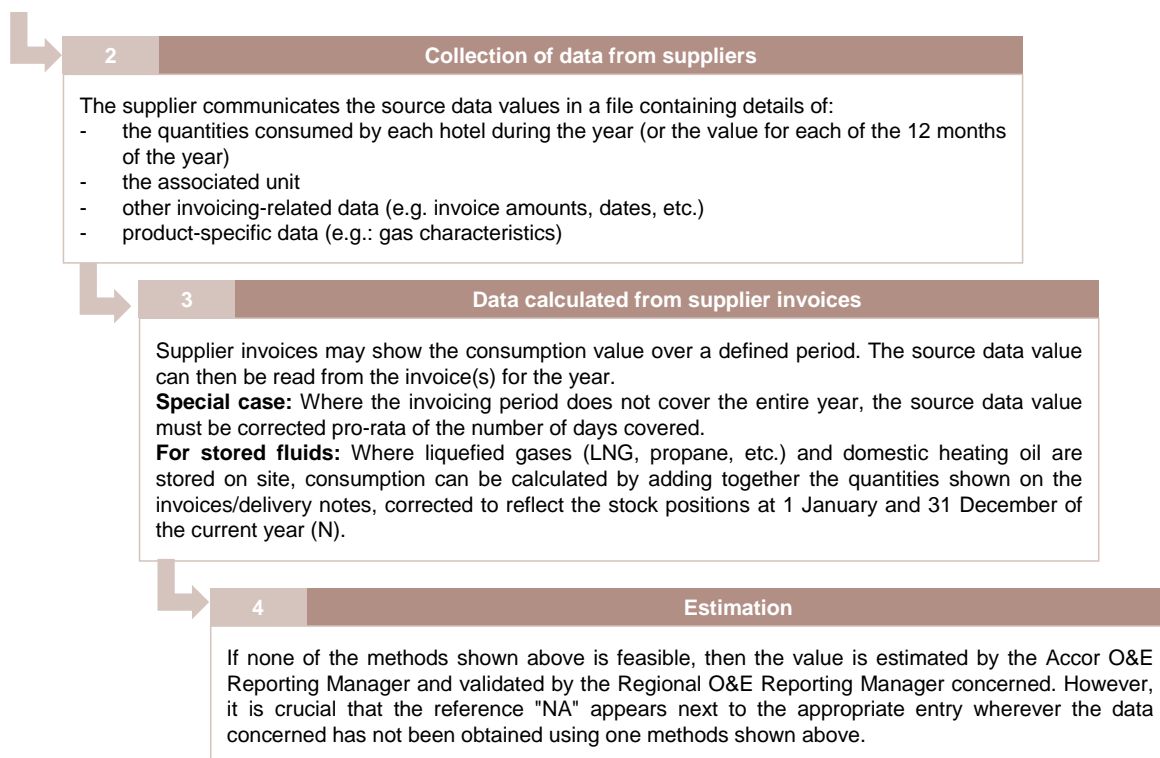 2
Collection of data from suppliers
The supplier communicates the source data values in a file containing details of:
- the quantities consumed by each hotel during the year (or the value for each of the 12 months
of the year)
- the associated unit
- other invoicing-related data (e.g. invoice amounts, dates, etc.)
- product-specific data (e.g.: gas characteristics)
3
Data calculated from supplier invoices
Supplier invoices may show the consumption value over a defined period. The source data value
can then be read from the invoice(s) for the year.
Special case: Where the invoicing period does not cover the entire year, the source data value
must be corrected pro-rata of the number of days covered.
For stored fluids: Where liquefied gases (LNG, propane, etc.) and domestic heating oil are
stored on site, consumption can be calculated by adding together the quantities shown on the
invoices/delivery notes, corrected to reflect the stock positions at 1 January and 31 December of
the current year (N).
4
Estimation
If none of the methods shown above is feasible, then the value is estimated by the Accor O&E
Reporting Manager and validated by the Regional O&E Reporting Manager concerned. However,
it is crucial that the reference "NA" appears next to the appropriate entry wherever the data
concerned has not been obtained using one methods shown above.